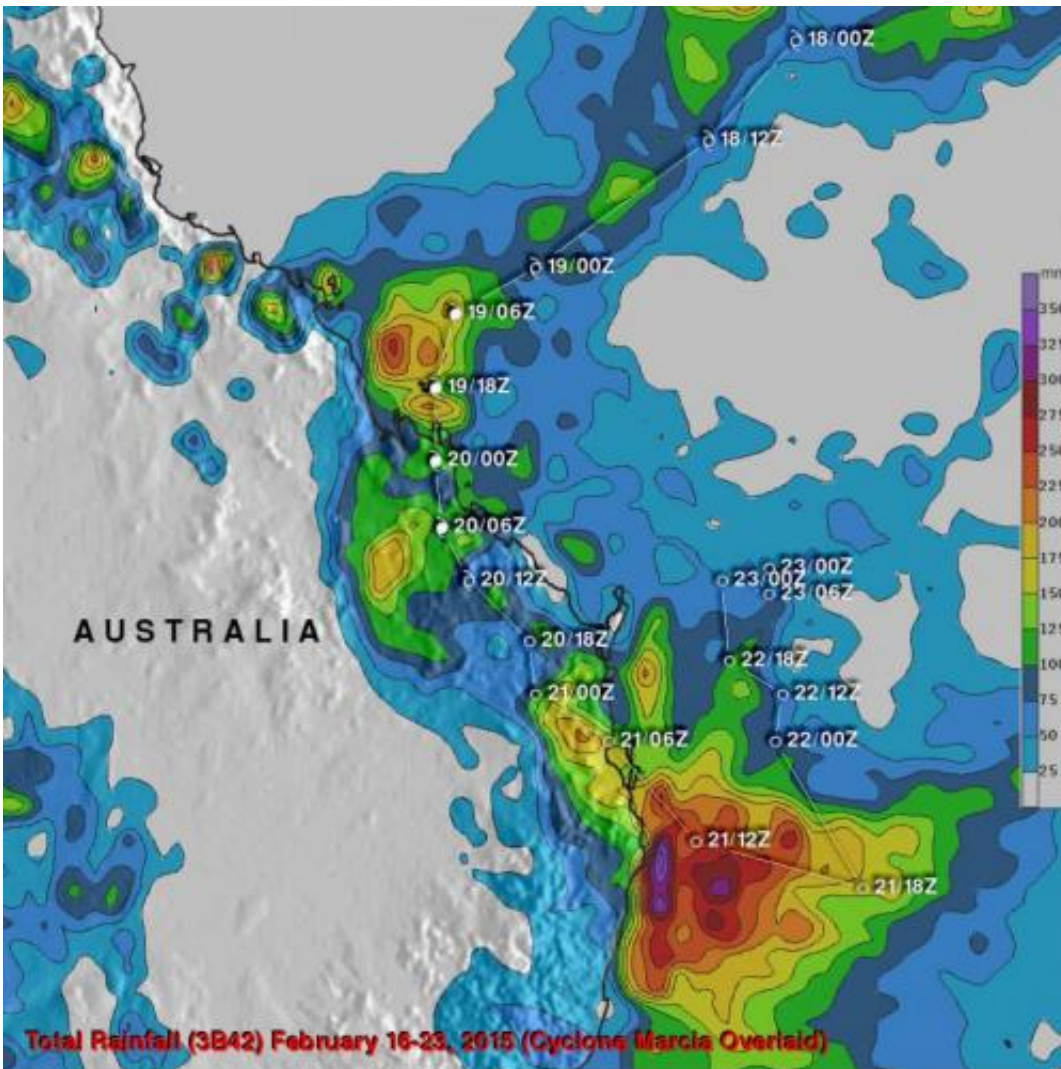 18/00Z
18/12Z
19/00Z
mm
19/06Z
350
325
19/18Z
300
275
250
20/00Z
225
200
20/06Z
175
23/00Z
20/12Z
23/00Z
150
23/06Z
125
AUSTRALIA
20/18Z
100
22/18Z
21/00Z
22/12Z
75
21/06Z
22/00Z
50
25
21/12Z
21/18Z
Total Rainfall (3B42) February 16-23, 2015 (Cyclone Marcia Overlaid)